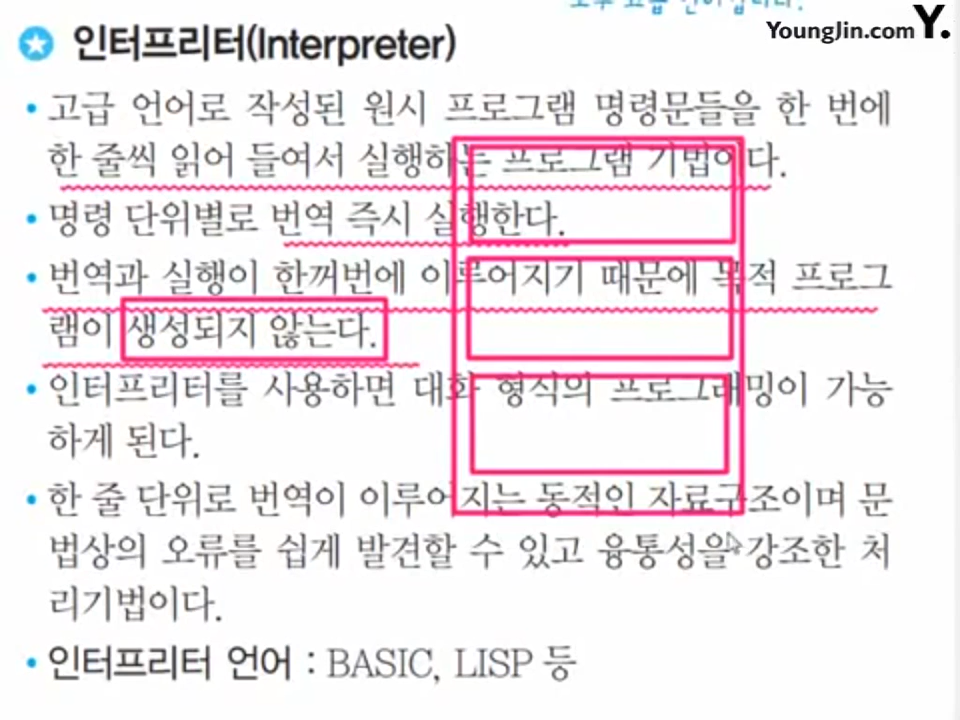 YoungJin.com Y.
인터프리터(Interpreter)
• 고급 언어로 작성된 원시 프로그램 명령문들을 한 번에
한 줄씩 읽어 들여서 실행하는 프로그램 기법이다.
• 명령 단위별로 번역 즉시 실행한다.
• 번역과 실행이 한꺼번에 이루어지기 때문에 목적 프로그
램이 생성되지 않는다.
• 인터프리터를 사용하면 대화 형식의 프로그래밍이 가능
하게 된다.
• 한 줄 단위로 번역이 이루어지는 동적인 자료구조이며 문
법상의 오류를 쉽게 발견할 수 있고 융통성을 강조한 처
리기법이다.
• 인터프리터 언어 : BASIC, LISP 등